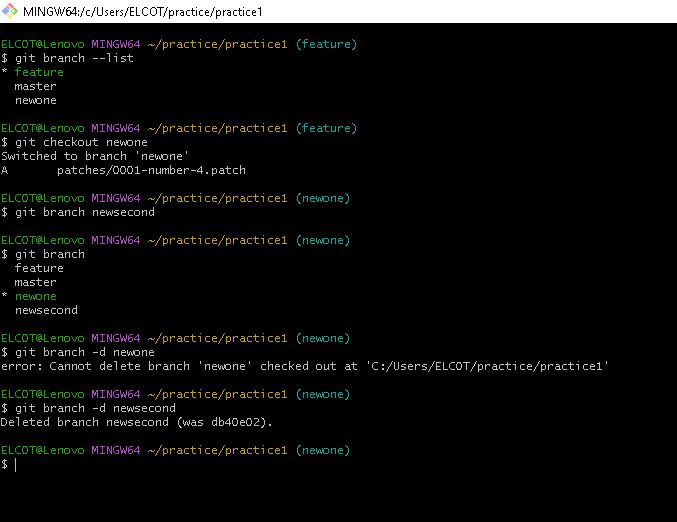 MINGW64:/c/Users/ELCOT/practice/practice1
ELCOT@Lenovo MINGW64 ~/practice/practice1 (feature)
$ git branch --list
* feature
  master
  newone
ELCOT@Lenovo MINGW64 ~/practice/practice1 (feature)
$ git checkout newone
Switched to branch 'newone'
A       patches/0001-number-4.patch
ELCOT@Lenovo MINGW64 ~/practice/practice1 (newone)
$ git branch newsecond
ELCOT@Lenovo MINGW64 ~/practice/practice1 (newone)
$ git branch
  feature
  master
* newone
  newsecond
ELCOT@Lenovo MINGW64 ~/practice/practice1 (newone)
$ git branch -d newone
error: Cannot delete branch 'newone' checked out at 'C:/Users/ELCOT/practice/practice1'
ELCOT@Lenovo MINGW64 ~/practice/practice1 (newone)
$ git branch -d newsecond
Deleted branch newsecond (was db40e02).
ELCOT@Lenovo MINGW64 ~/practice/practice1 (newone)
$